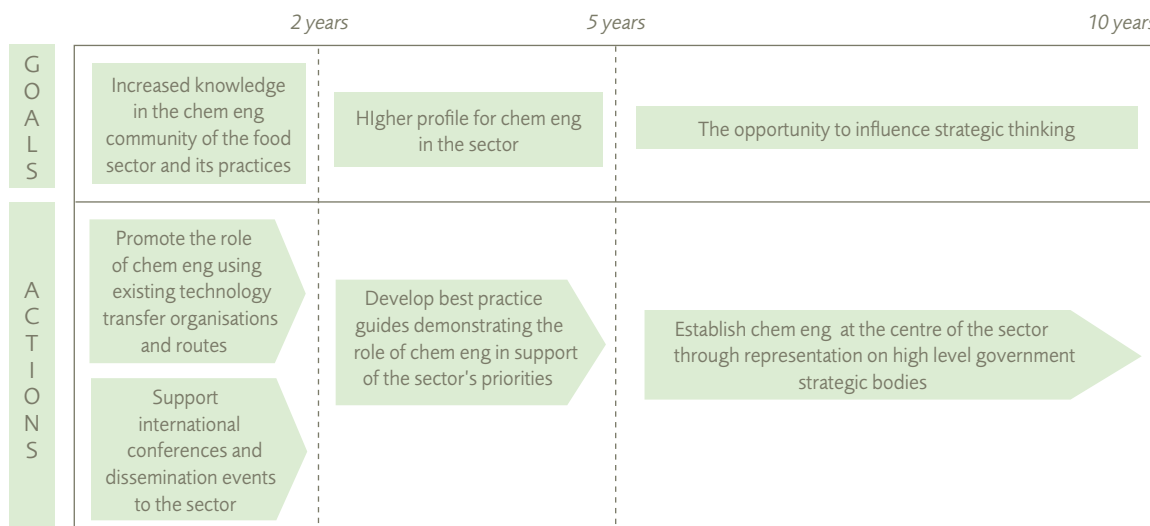 2 years
5 years
10 years
GOALS
Increased knowledge
in the chem eng
community of the food
sector and its practices
HIgher profile for chem eng
in the sector
The opportunity to influence strategic thinking
ACTIONS
Promote the role
of chem eng using
existing technology
transfer organisations
and routes
Support
international
conferences and
dissemination events
to the sector
Develop best practice
guides demonstrating the
role of chem eng in support
of the sector's priorities
Establish chem eng at the centre of the sector
through representation on high level government
strategic bodies